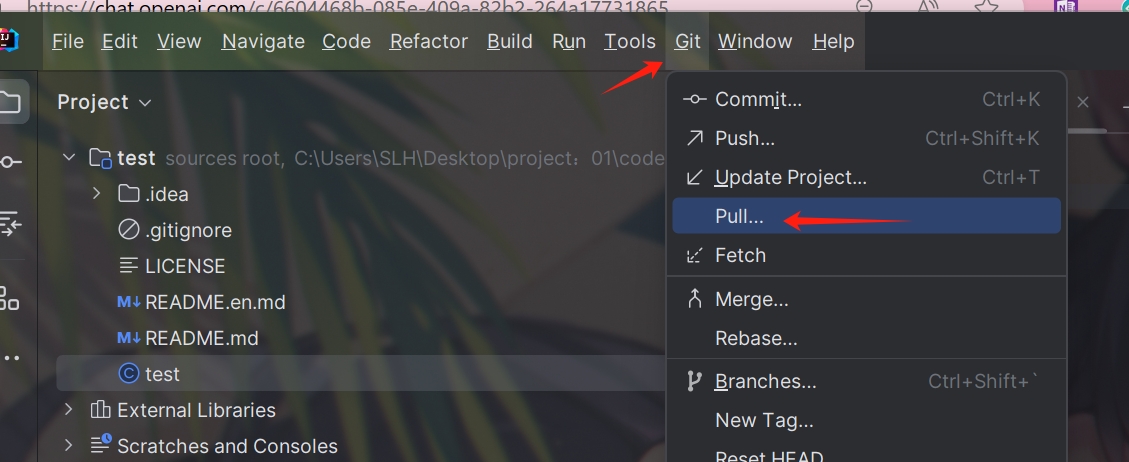 https://chat.openai.com/c/6604468b-085e-409a-82b2-264a17731865
File Edit View Navigate Code Refactor Build Run Tools Git Window Help
Project
Commit... Ctrl+K
Push... Ctrl+Shift+K
test sources root, C:\Users\SLH\Desktop\project：01\code
Update Project... Ctrl+T
.idea
Pull...
.gitignore
Fetch
LICENSE
README.en.md
Merge...
README.md
Rebase...
test
Branches... Ctrl+Shift+`
External Libraries
New Tag...
Scratches and Consoles
Reset HEAD